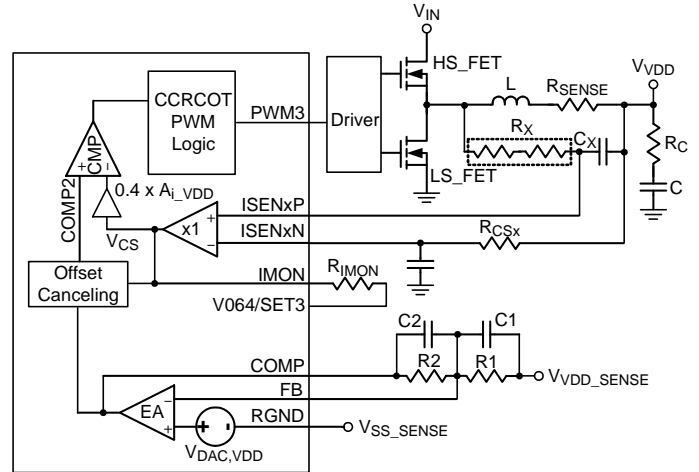 V_IN
HS_FET
L
R_SENSE
V_VDD
CCRCOT
PWM
Logic
PWM3
Driver
R_X
C_X
R_C
C
CMP
+ -
LS_FET
COMP2
0.4 x A_i_VDD
ISENxP
x1
+
-
V_CS
ISENxN
R_CSx
Offset
Canceling
IMON
R_IMON
V064/SET3
C2
C1
COMP
R2
R1
V_VDD_SENSE
FB
EA
-
+
+ -
RGND
V_SS_SENSE
V_DAC,VDD